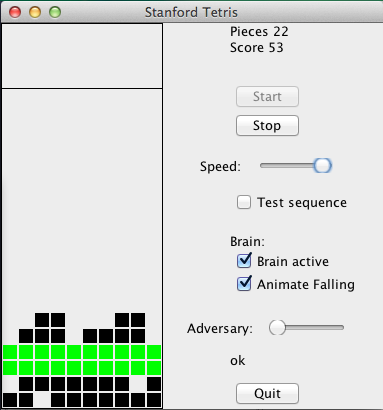 Stanford Tetris
Pieces 22
Score 53
Start
Stop
Speed:
Test sequence
Brain:
Brain active
Animate Falling
Adversary:
ok
Quit